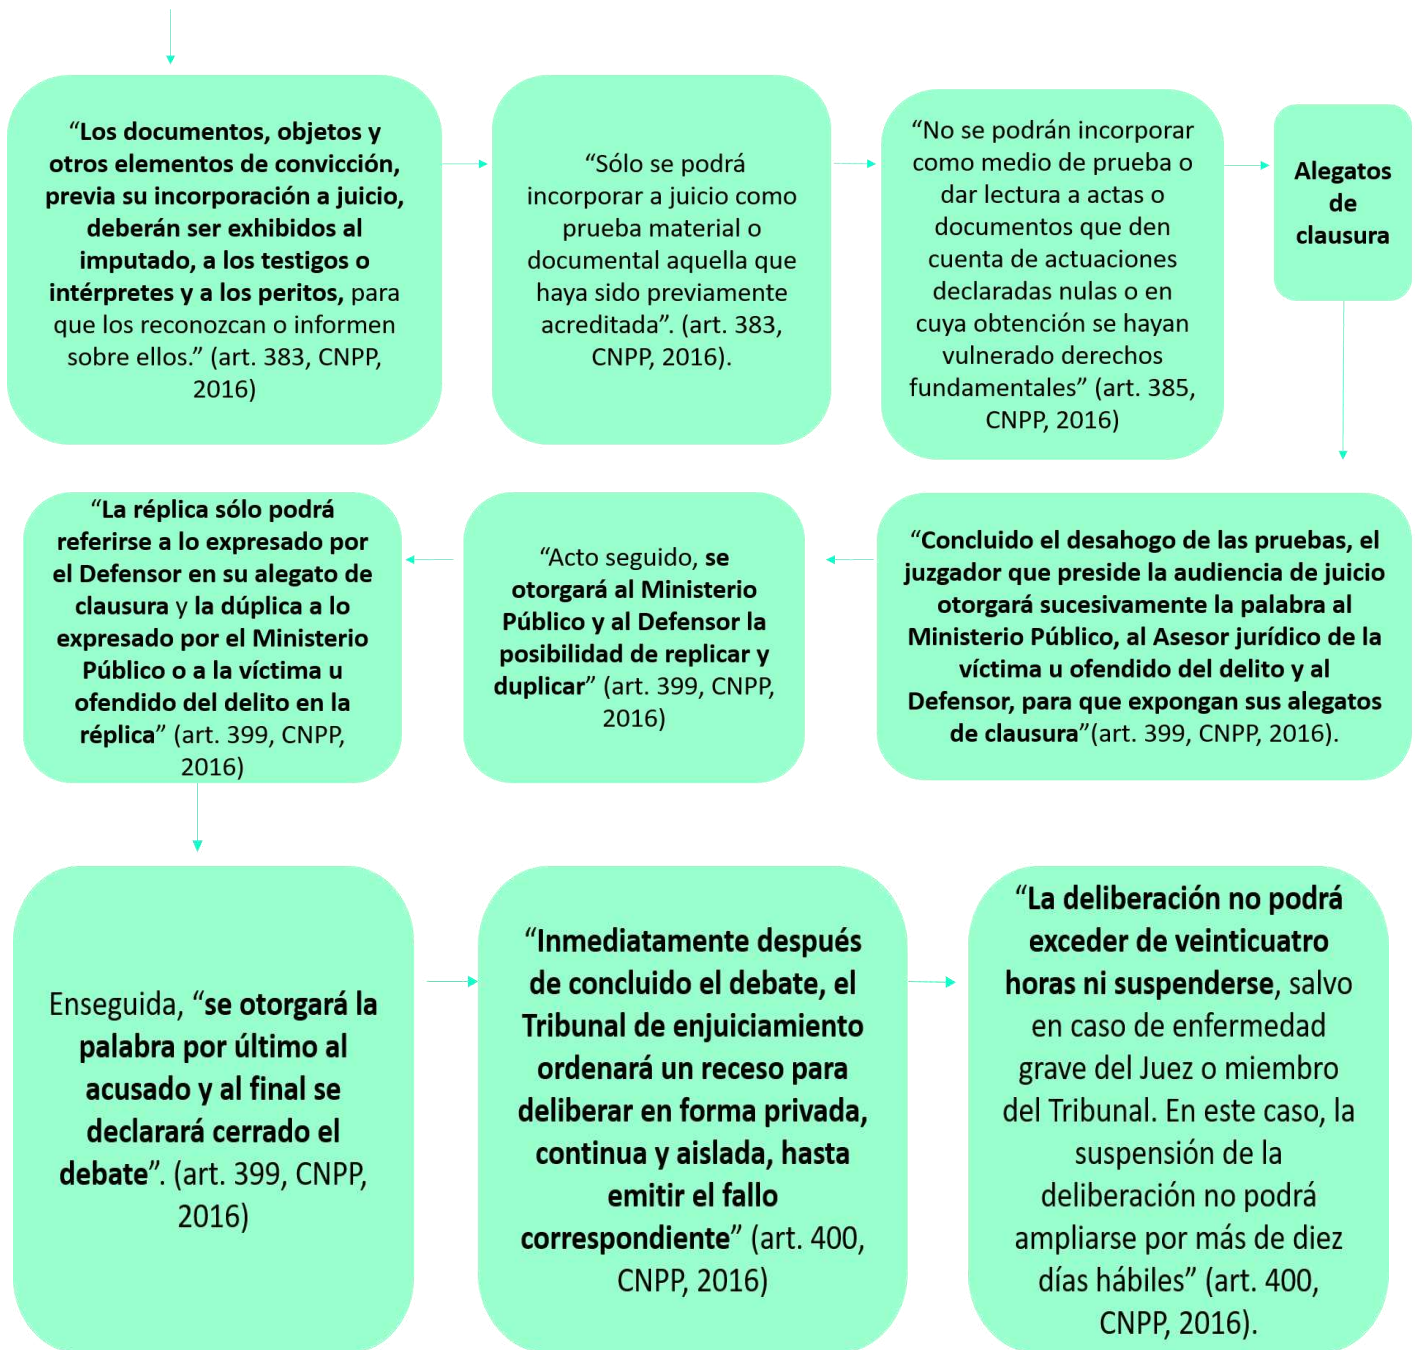 “Los documentos, objetos y
otros elementos de convicción,
previa su incorporación a juicio,
deberán ser exhibidos al
imputado, a los testigos o
intérpretes y a los peritos, para
que los reconozcan o informen
sobre ellos.” (art. 383, CNPP,
2016)
“Sólo se podrá
incorporar a juicio como
prueba material o
documental aquella que
haya sido previamente
acreditada”. (art. 383,
CNPP, 2016).
“No se podrán incorporar
como medio de prueba o
dar lectura a actas o
documentos que den
cuenta de actuaciones
declaradas nulas o en
cuya obtención se hayan
vulnerado derechos
fundamentales” (art. 385,
CNPP, 2016)
Alegatos
de
clausura
“Concluido el desahogo de las pruebas, el
juzgador que preside la audiencia de juicio
otorgará sucesivamente la palabra al
Ministerio Público, al Asesor jurídico de la
víctima u ofendido del delito y al
Defensor, para que expongan sus alegatos
de clausura”(art. 399, CNPP, 2016).
“Acto seguido, se
otorgará al Ministerio
Público y al Defensor la
posibilidad de replicar y
duplicar” (art. 399, CNPP,
2016)
“La réplica sólo podrá
referirse a lo expresado por
el Defensor en su alegato de
clausura y la dúplica a lo
expresado por el Ministerio
Público o a la víctima u
ofendido del delito en la
réplica” (art. 399, CNPP,
2016)
Enseguida, “se otorgará la
palabra por último al
acusado y al final se
declarará cerrado el
debate”. (art. 399, CNPP,
2016)
“Inmediatamente después
de concluido el debate, el
Tribunal de enjuiciamiento
ordenará un receso para
deliberar en forma privada,
continua y aislada, hasta
emitir el fallo
correspondiente” (art. 400,
CNPP, 2016)
“La deliberación no podrá
exceder de veinticuatro
horas ni suspenderse, salvo
en caso de enfermedad
grave del Juez o miembro
del Tribunal. En este caso, la
suspensión de la
deliberación no podrá
ampliarse por más de diez
días hábiles” (art. 400,
CNPP, 2016).